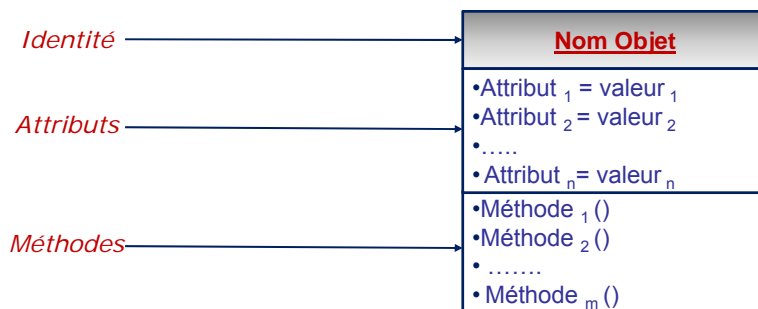 Identité
Nom Objet
Attributs
•Attribut 1 = valeur 1
•Attribut 2 = valeur 2
•…..
• Attribut n= valeur n
Méthodes
•Méthode 1 ()
•Méthode 2 ()
• …….
• Méthode m ()